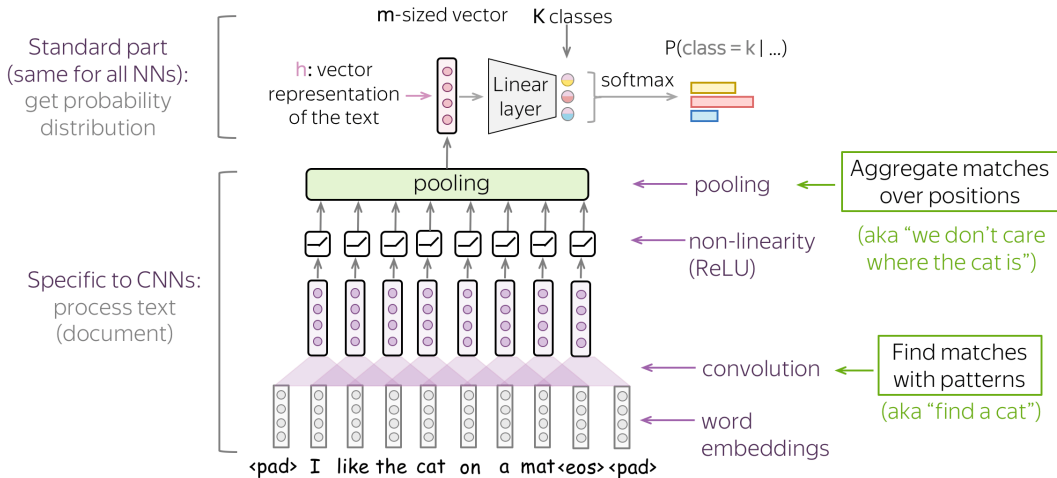 m-sized vector
K classes
Standard part
(same for all NNs):
get probability
distribution
h: vector
representation
of the text
Linear
layer
softmax
P(class = k | ...)
pooling
pooling
Aggregate matches
over positions
(aka “we don’t care
where the cat is”)
non-linearity
(ReLU)
Specific to CNNs:
process text
(document)
convolution
Find matches
with patterns
(aka “find a cat”)
word
embeddings
<pad> I like the cat on a mat <eos> <pad>